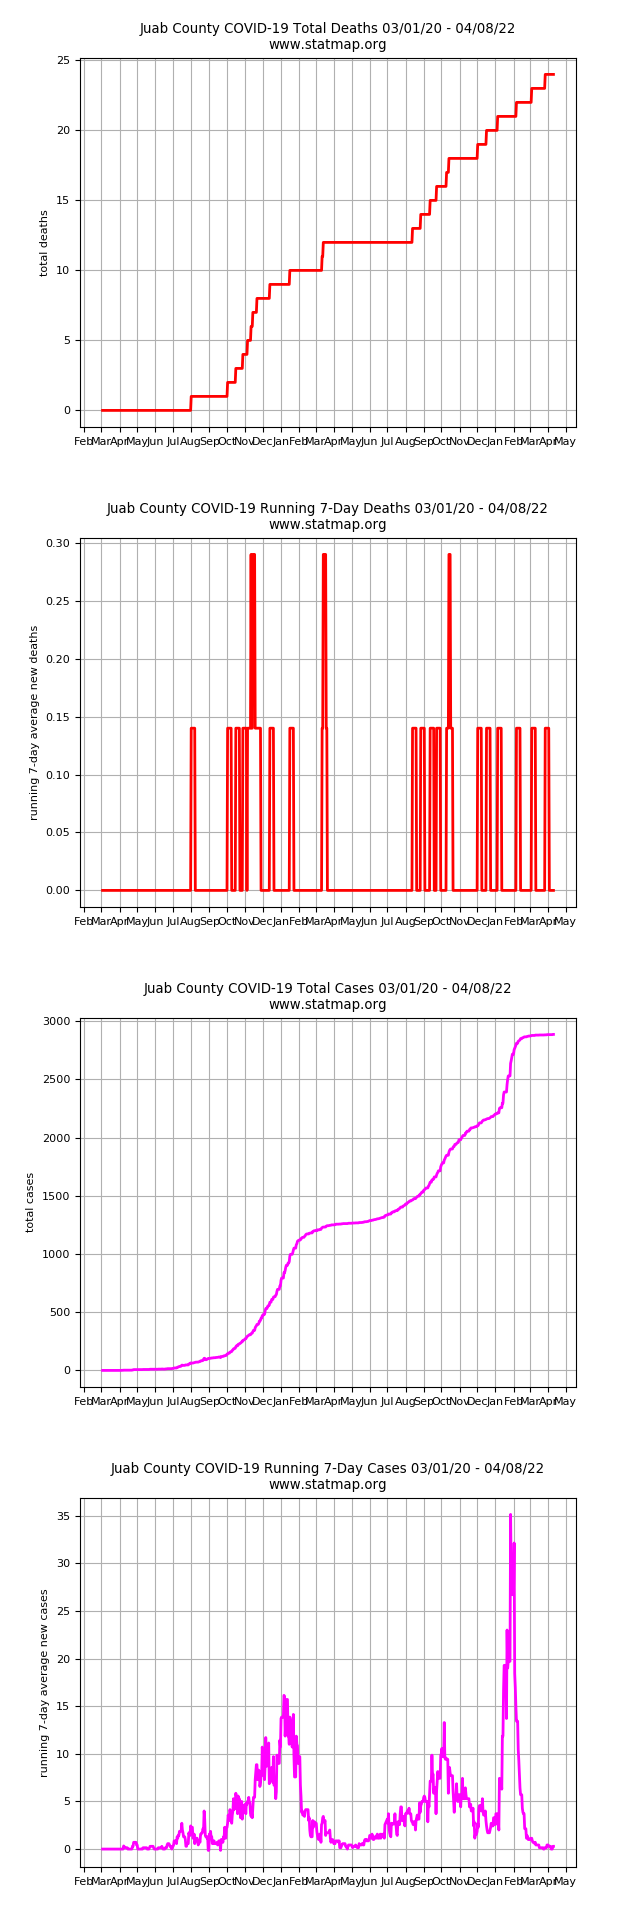 Juab County COVID-19 Total Deaths 03/01/20 - 04/08/22
www.statmap.org
25
20
15
10
5
0
total deaths
Feb Mar Apr May Jun Jul Aug Sep Oct Nov Dec Jan Feb Mar Apr May Jun Jul Aug Sep Oct Nov Dec Jan Feb Mar Apr May
Juab County COVID-19 Running 7-Day Deaths 03/01/20 - 04/08/22
www.statmap.org
0.30
0.25
0.20
0.15
0.10
0.05
0.00
running 7-day average new deaths
Feb Mar Apr May Jun Jul Aug Sep Oct Nov Dec Jan Feb Mar Apr May Jun Jul Aug Sep Oct Nov Dec Jan Feb Mar Apr May
Juab County COVID-19 Total Cases 03/01/20 - 04/08/22
www.statmap.org
3000
2500
2000
1500
1000
500
0
total cases
Feb Mar Apr May Jun Jul Aug Sep Oct Nov Dec Jan Feb Mar Apr May Jun Jul Aug Sep Oct Nov Dec Jan Feb Mar Apr May
Juab County COVID-19 Running 7-Day Cases 03/01/20 - 04/08/22
www.statmap.org
35
30
25
20
15
10
5
0
running 7-day average new cases
Feb Mar Apr May Jun Jul Aug Sep Oct Nov Dec Jan Feb Mar Apr May Jun Jul Aug Sep Oct Nov Dec Jan Feb Mar Apr May